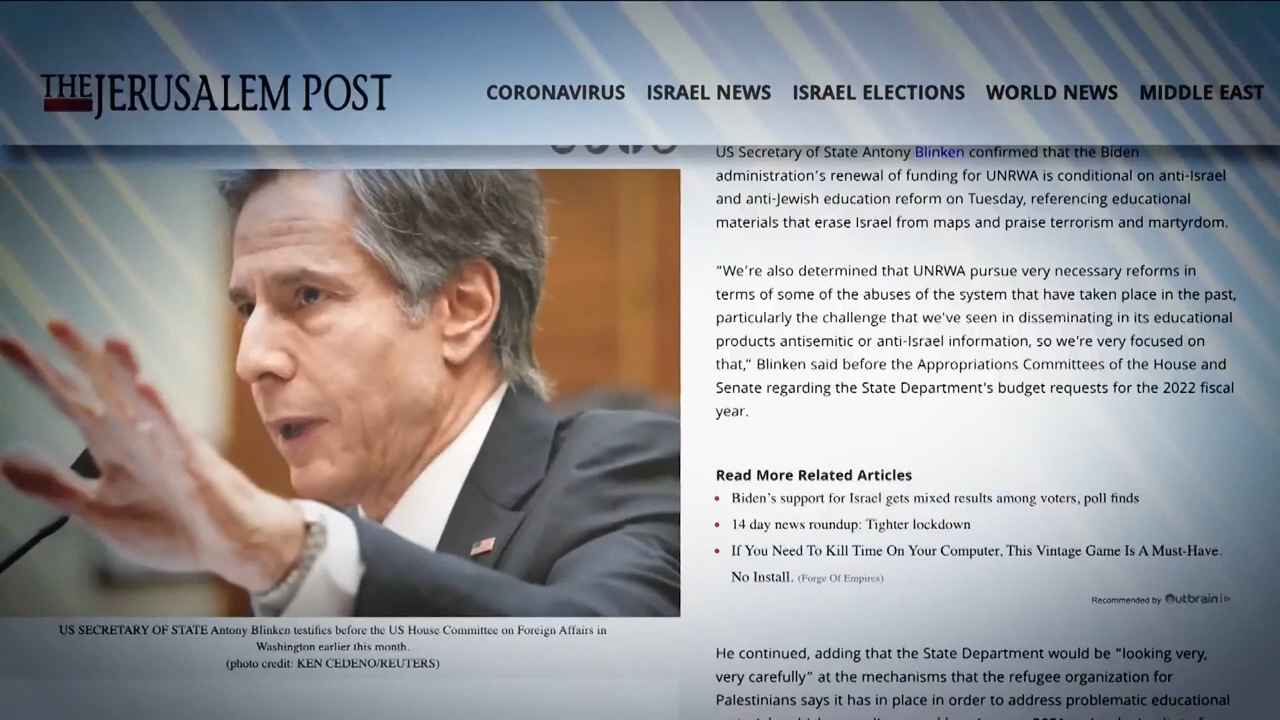 THE JERUSALEM POST
CORONAVIRUS ISRAEL NEWS ISRAEL ELECTIONS WORLD NEWS MIDDLE EAST
US SECRETARY OF STATE Antony Blinken testifies before the US House Committee on Foreign Affairs in
Washington earlier this month.
(photo credit: KEN CEDENO/REUTERS)
US Secretary of State Antony Blinken confirmed that the Biden
administration's renewal of funding for UNRWA is conditional on anti-Israel
and anti-Jewish education reform on Tuesday, referencing educational
materials that erase Israel from maps and praise terrorism and martyrdom.
“We're also determined that UNRWA pursue very necessary reforms in
terms of some of the abuses of the system that have taken place in the past,
particularly the challenge that we've seen in disseminating in its educational
products antisemitic or anti-Israel information, so we're very focused on
that,” Blinken said before the Appropriations Committees of the House and
Senate regarding the State Department's budget requests for the 2022 fiscal
year.
Read More Related Articles
• Biden's support for Israel gets mixed results among voters, poll finds
• 14 day news roundup: Tighter lockdown
• If You Need To Kill Time On Your Computer, This Vintage Game Is A Must-Have.
No Install. (Forge Of Empires)
Recommended by Outbrain
He continued, adding that the State Department would be “looking very,
very carefully” at the mechanisms that the refugee organization for
Palestinians says it has in place in order to address problematic educational